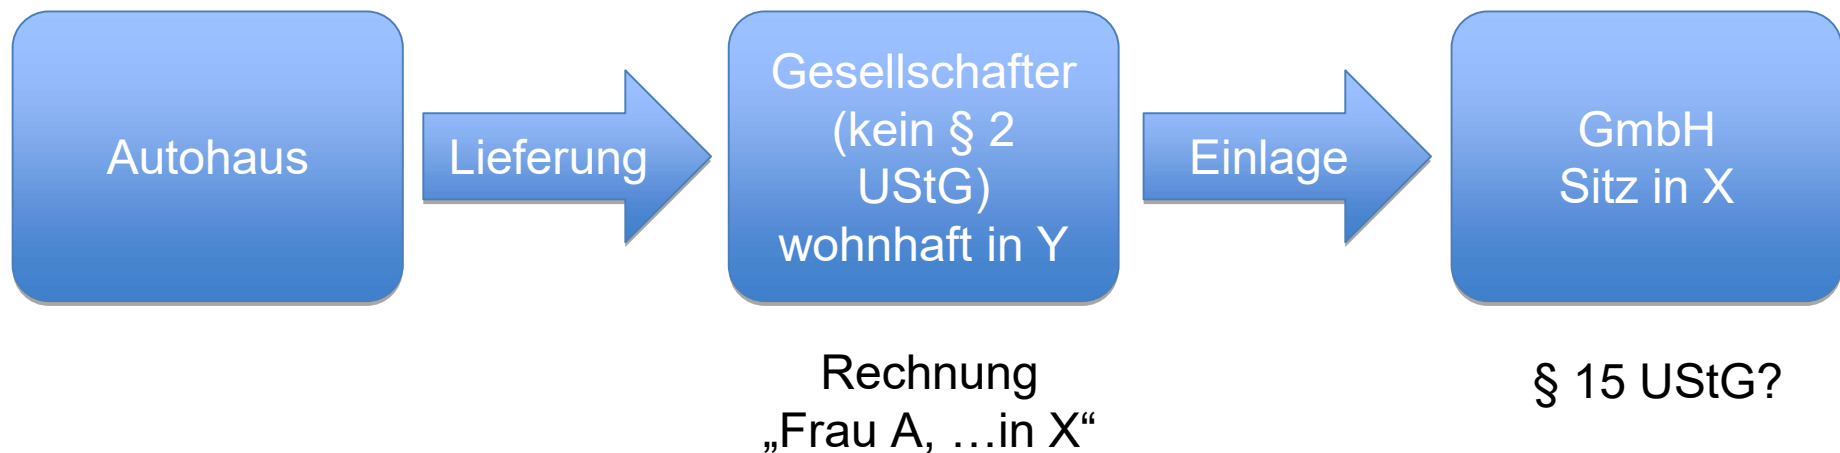 Autohaus
Lieferung
Gesellschafter
(kein § 2
UStG)
wohnhaft in Y
Einlage
GmbH
Sitz in X
Rechnung
„Frau A, …in X“
§ 15 UStG?